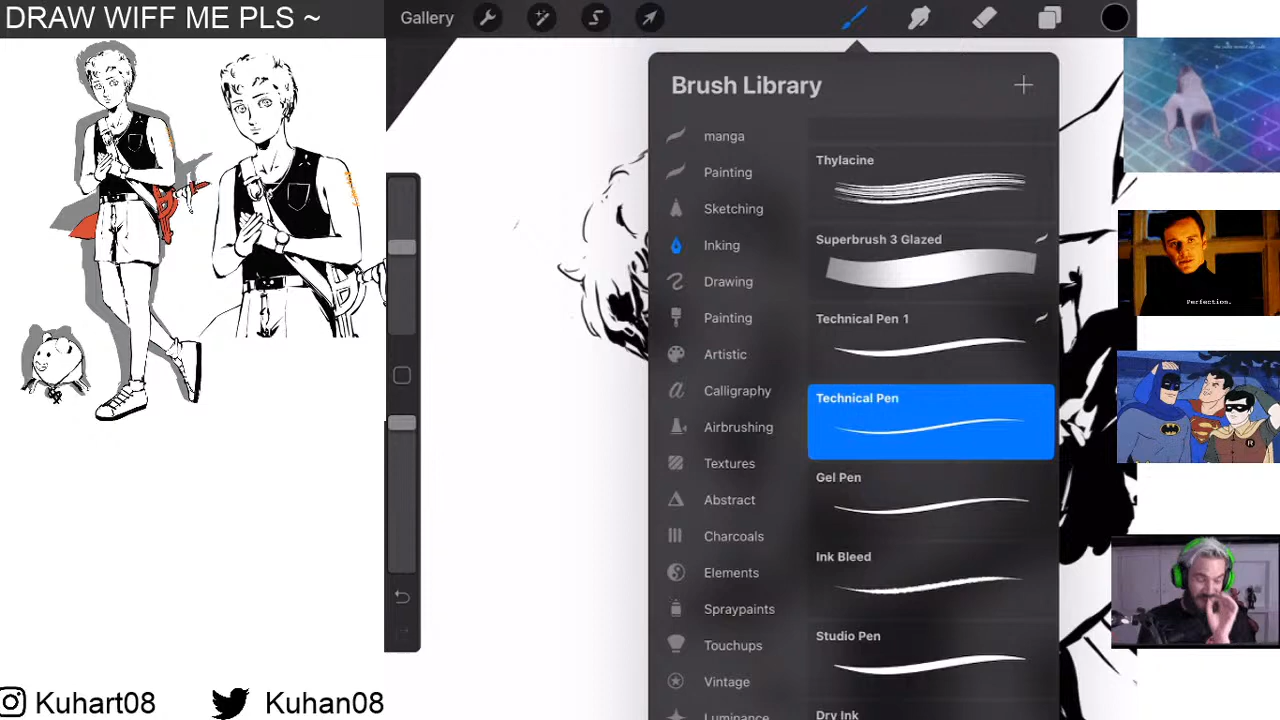 DRAW WIFF ME PLS ~
Gallery
Brush Library
manga
Painting
Sketching
Inking
Drawing
Painting
Artistic
Calligraphy
Airbrushing
Textures
Abstract
Charcoals
Elements
Spraypaints
Touchups
Vintage
Luminance
Thylacine
Superbrush 3 Glazed
Technical Pen 1
Technical Pen
Gel Pen
Ink Bleed
Studio Pen
Dry Ink
Perfection.
R
Kuhart08
Kuhan08